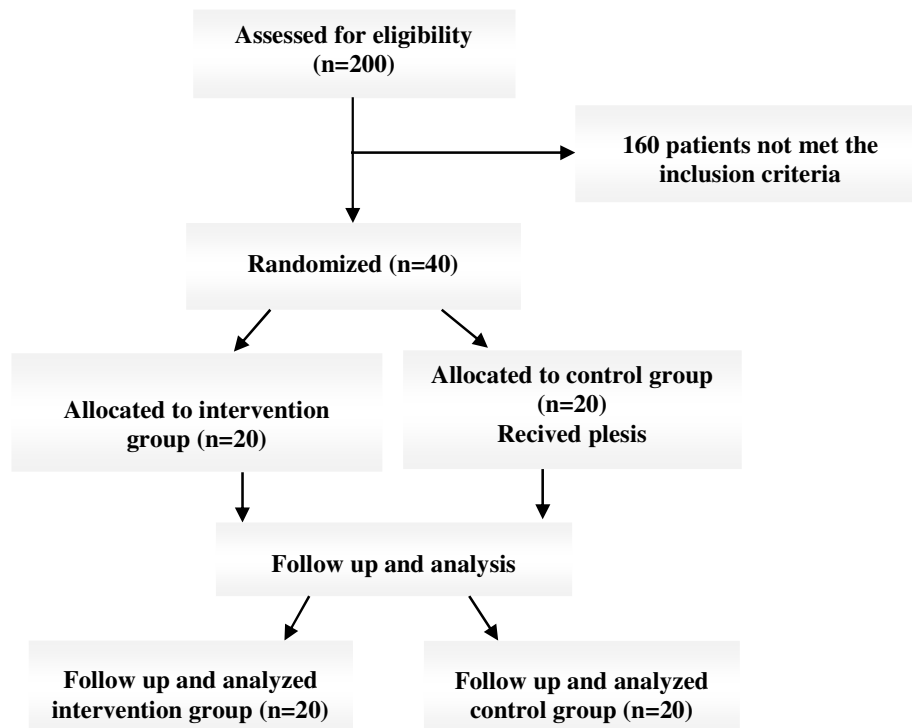 Assessed for eligibility
(n=200)
160 patients not met the
inclusion criteria
Randomized (n=40)
Allocated to intervention
group (n=20)
Allocated to control group
(n=20)
Recived plesis
Follow up and analysis
Follow up and analyzed
intervention group (n=20)
Follow up and analyzed
control group (n=20)